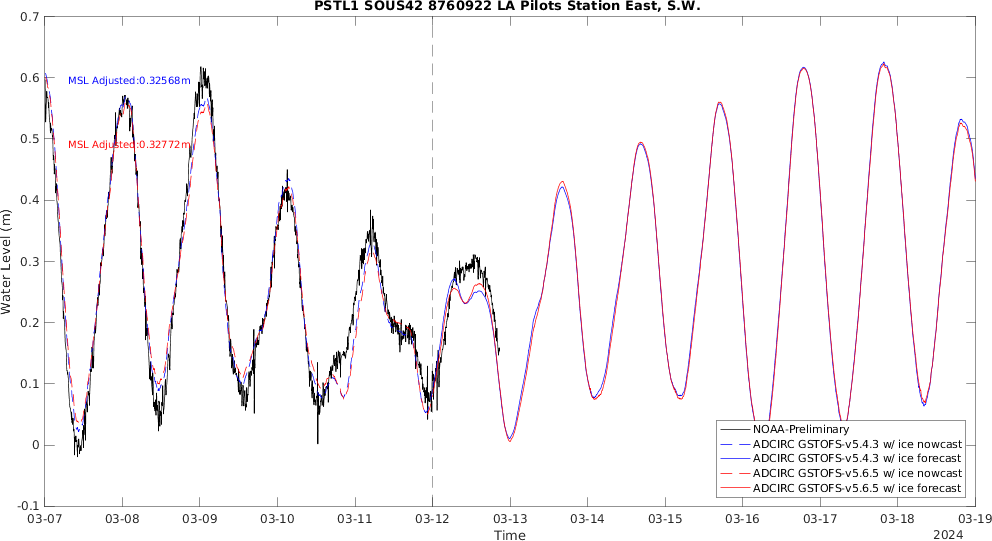 PSTL1 SOUS42 8760922 LA Pilots Station East, S.W.
0.7
0.6
0.5
0.4
0.3
0.2
0.1
0
-0.1
Water Level (m)
MSL Adjusted:0.32568m
MSL Adjusted:0.32772m
NOAA-Preliminary
ADCIRC GSTOFS-v5.4.3 w/ ice nowcast
ADCIRC GSTOFS-v5.4.3 w/ ice forecast
ADCIRC GSTOFS-v5.6.5 w/ ice nowcast
ADCIRC GSTOFS-v5.6.5 w/ ice forecast
03-07 03-08 03-09 03-10 03-11 03-12 03-13 03-14 03-15 03-16 03-17 03-18 03-19
Time
2024